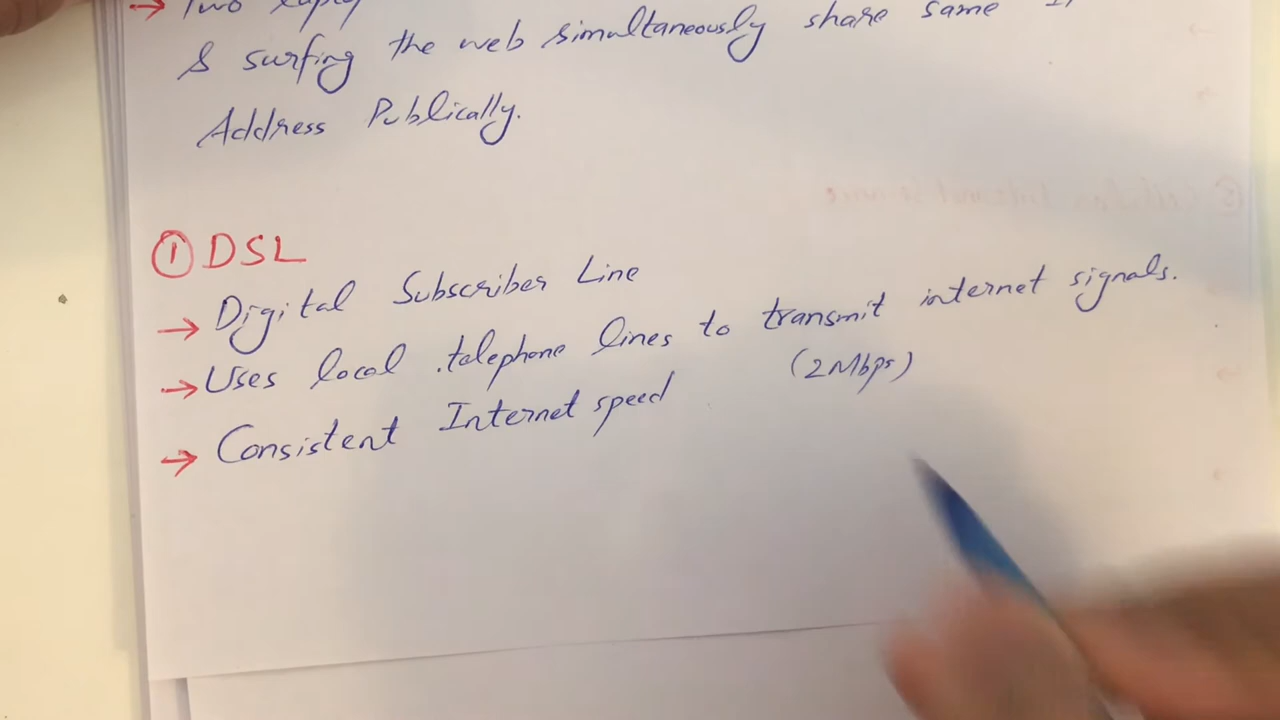 → Two
& surfing the web simultaneously share same
Address Publically.
① DSL
→ Digital Subscriber Line
→ Uses local telephone lines to transmit internet signals.
(2Mbps)
→ Consistent Internet speed